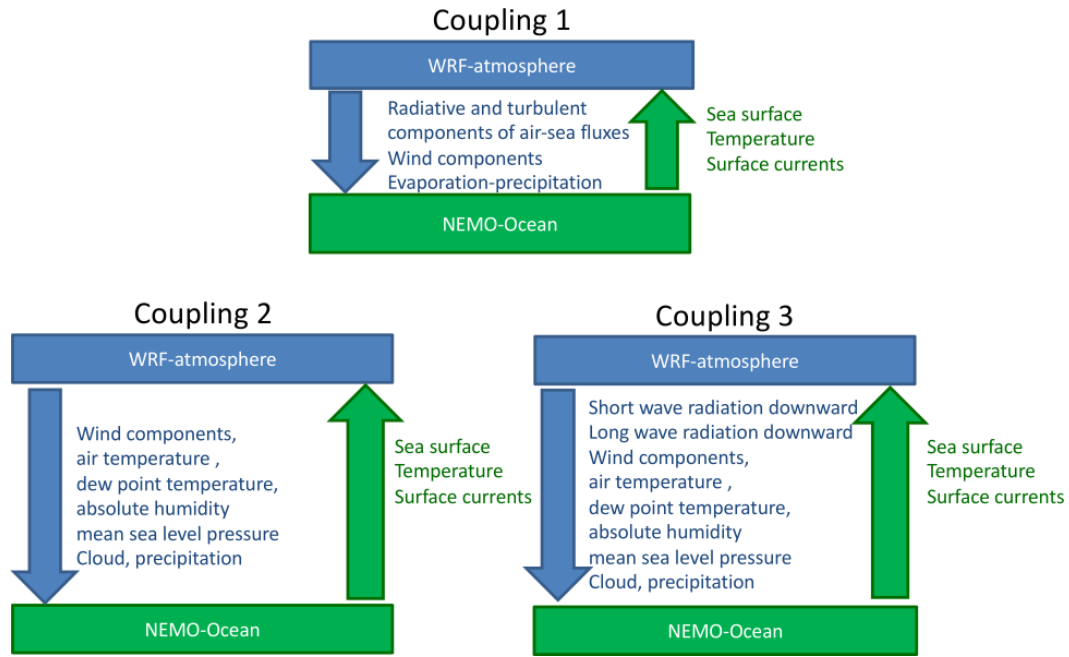 Coupling 1
WRF-atmosphere
Radiative and turbulent
components of air-sea fluxes
Wind components
Evaporation-precipitation
Sea surface
Temperature
Surface currents
NEMO-Ocean
Coupling 2
WRF-atmosphere
Wind components,
air temperature ,
dew point temperature,
absolute humidity
mean sea level pressure
Cloud, precipitation
Sea surface
Temperature
Surface currents
NEMO-Ocean
Coupling 3
WRF-atmosphere
Short wave radiation downward
Long wave radiation downward
Wind components,
air temperature ,
dew point temperature,
absolute humidity
mean sea level pressure
Cloud, precipitation
Sea surface
Temperature
Surface currents
NEMO-Ocean